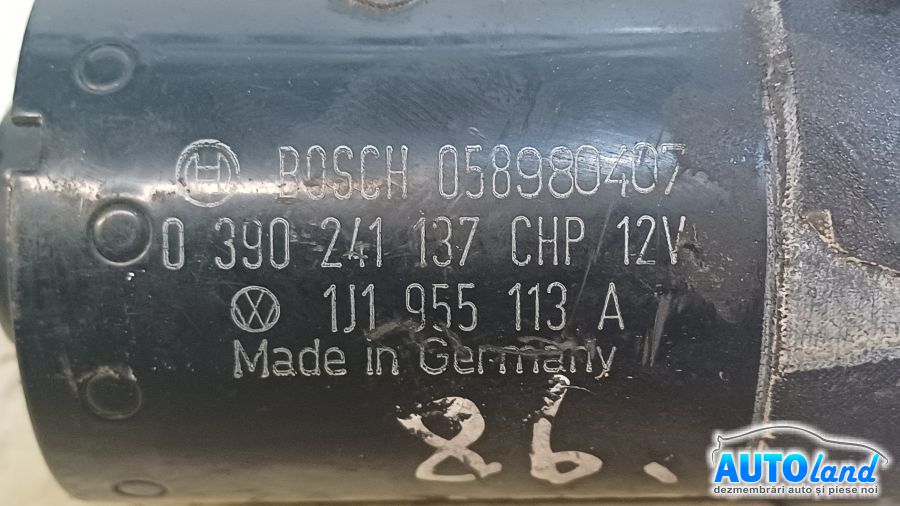 BOSCH 058980407
0 390 241 137 CHP 12V
1J1 955 113 A
Made in Germany
86.
AUTOland
dezmembrări auto și piese noi